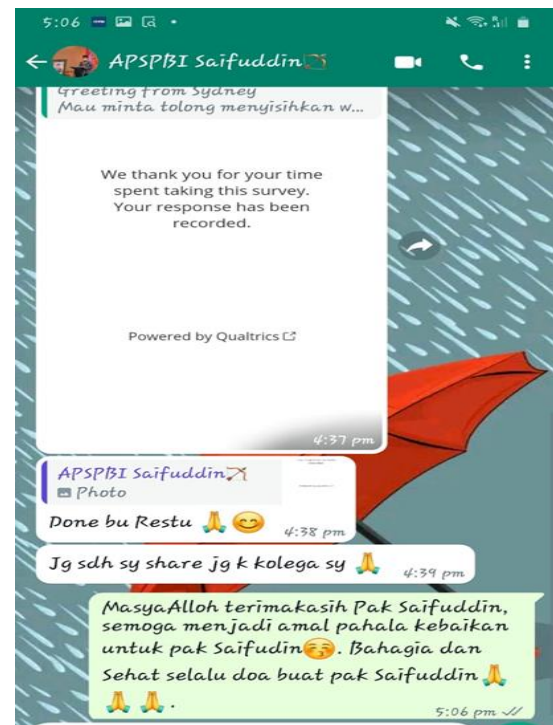 5:06
APSPBI Saifuddin
Greeting from Sydney
Mau minta tolong menyisihkan w...
We thank you for your time
spent taking this survey.
Your response has been
recorded.
Powered by Qualtrics
4:37 pm
APSPBI Saifuddin
Photo
Done bu Restu 🙏😊
4:38 pm
Jg sdh sy share jg k kolega sy 🙏
4:39 pm
MasyaAlloh terimakasih Pak Saifuddin,
semoga menjadi amal pahala kebaikan
untuk pak Saifudin😚. Bahagia dan
Sehat selalu doa buat pak Saifuddin 🙏
🙏 🙏.
5:06 pm